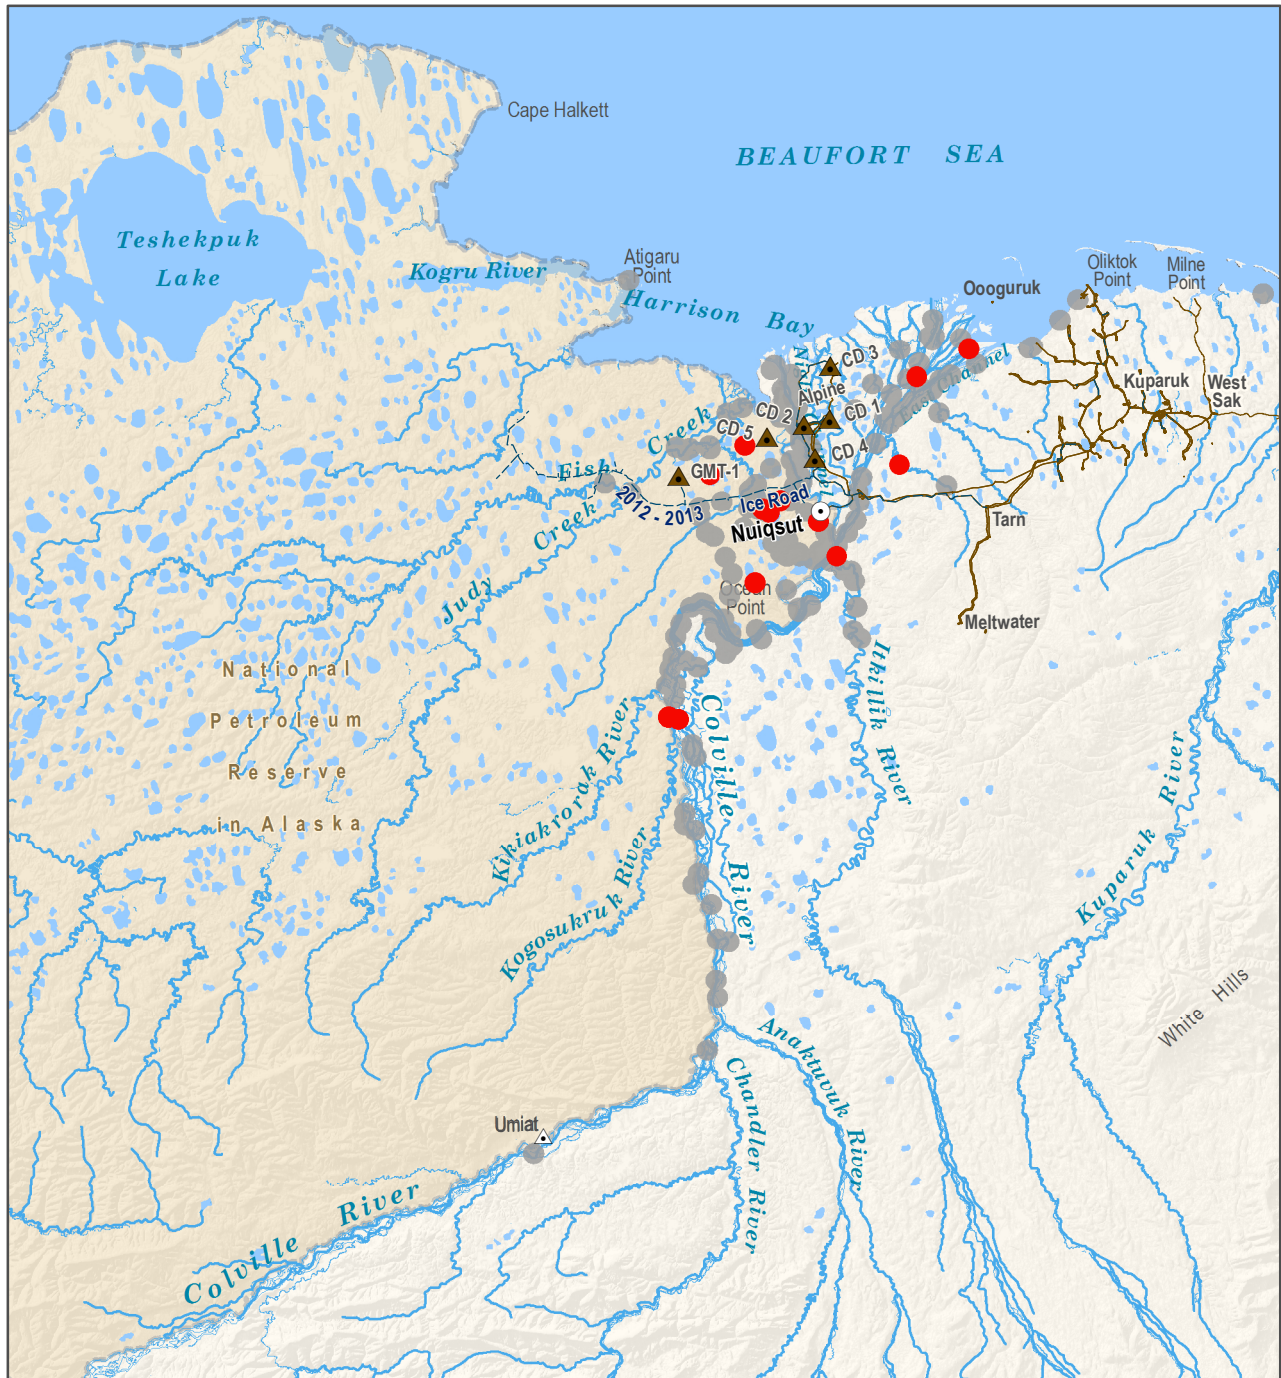 Cape Halkett
BEAUFORT SEA
Teshekpuk
Lake
Kogru River
Atigaru
Point
Harrison Bay
Oooguruk
Oliktok
Point
Milne
Point
CD 3
Alpine
CD 2
CD 1
CD 5
CD 4
East Channel
Kuparuk
West
Sak
Fish Creek
GMT-1
2012 - 2013
Ice Road
Nuiqsut
Tarn
Judy Creek
Ocean
Point
Meltwater
National
Petroleum
Reserve
in Alaska
Itkillik River
Colville River
Kikiakrorak River
Kogosukruk River
Kuparuk River
White Hills
Anaktuvuk River
Chandler River
Umiat
Colville River